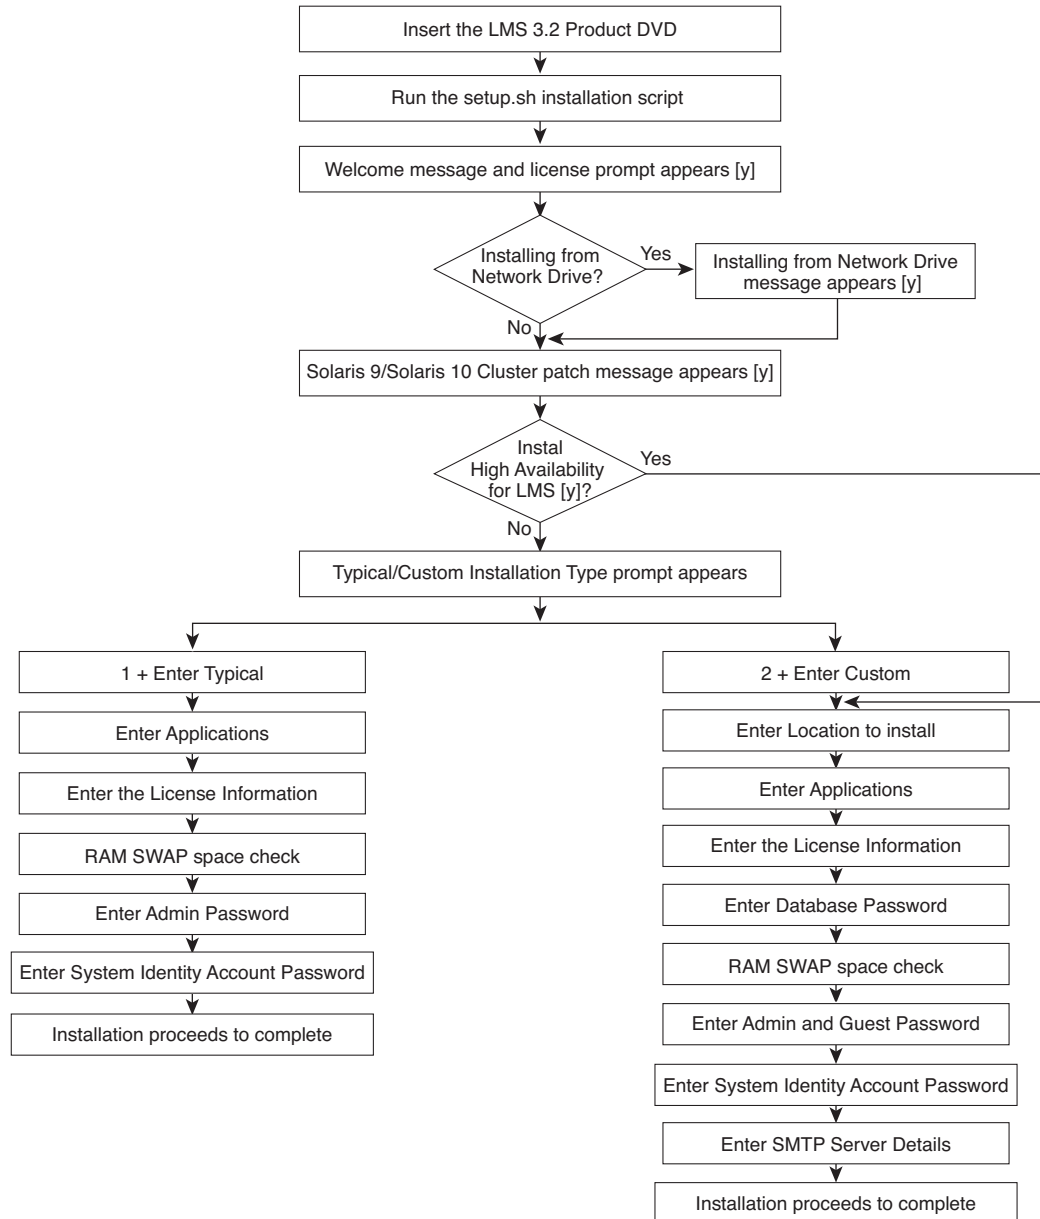 Insert the LMS 3.2 Product DVD
Run the setup.sh installation script
Welcome message and license prompt appears [y]
Installing from
Network Drive?
Yes
Installing from Network Drive
message appears [y]
No
Solaris 9/Solaris 10 Cluster patch message appears [y]
Instal
High Availability
for LMS [y]?
Yes
No
Typical/Custom Installation Type prompt appears
1 + Enter Typical
Enter Applications
Enter the License Information
RAM SWAP space check
Enter Admin Password
Enter System Identity Account Password
Installation proceeds to complete
2 + Enter Custom
Enter Location to install
Enter Applications
Enter the License Information
Enter Database Password
RAM SWAP space check
Enter Admin and Guest Password
Enter System Identity Account Password
Enter SMTP Server Details
Installation proceeds to complete